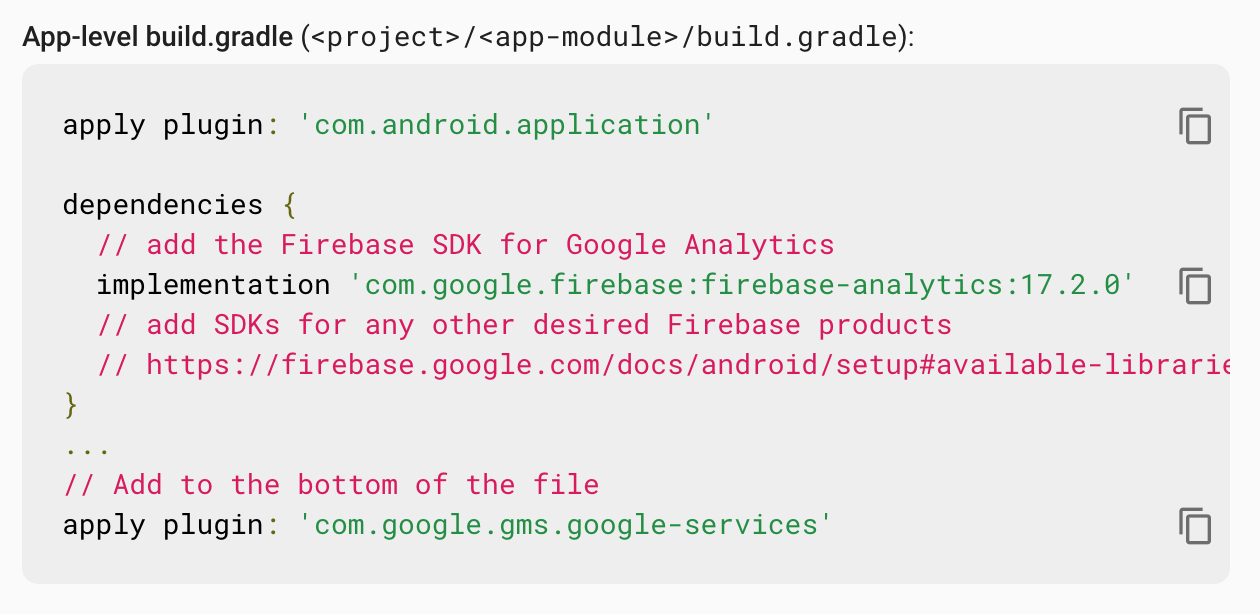 App-level build.gradle (<project>/<app-module>/build.gradle):
apply plugin: 'com.android.application'
dependencies {
// add the Firebase SDK for Google Analytics
implementation 'com.google.firebase:firebase-analytics:17.2.0'
// add SDKs for any other desired Firebase products
// https://firebase.google.com/docs/android/setup#available-librarie
}
...
// Add to the bottom of the file
apply plugin: 'com.google.gms.google-services'